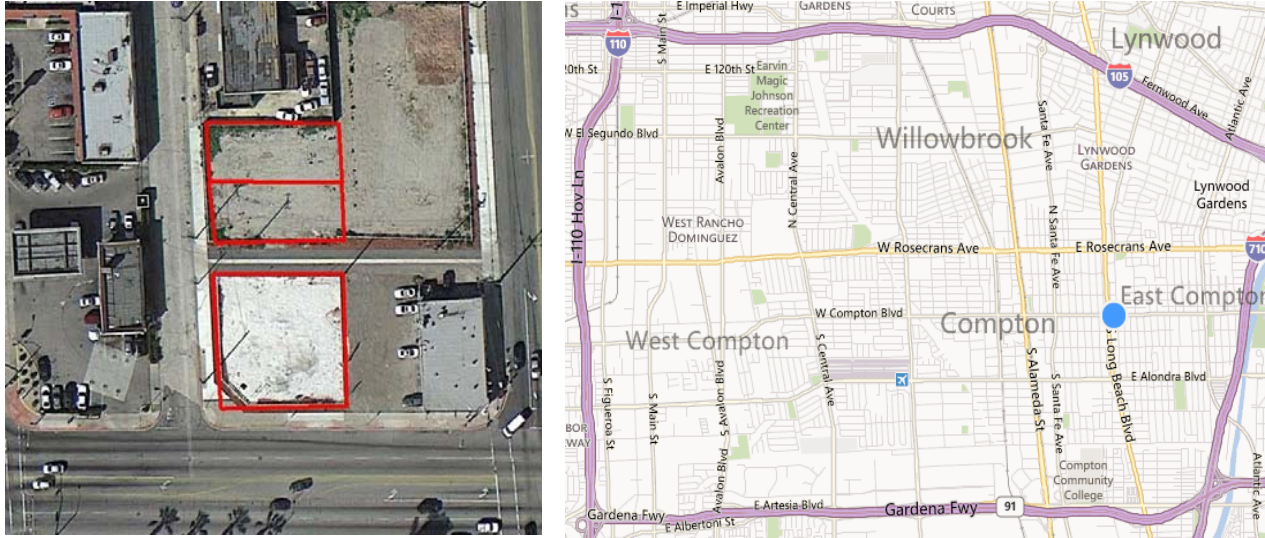 E Imperial Hwy
GARDENS
COURTS
I-1
S Main St
110
Lynwood
20th St
E 120th St
Earvin
Magic
Johnson
Recreation
Center
105
Fernwood Ave
Atlantic Ave
W El Segundo Blvd
Avalon Blvd
Willowbrook
Santa Fe Ave
LYNWOOD
GARDENS
N Central Ave
Lynwood
Gardens
I-110 Hov Ln
WEST RANCHO
DOMINGUEZ
N Santa Fe Ave
W Rosecrans Ave
E Rosecrans Ave
710
East Compton
W Compton Blvd
West Compton
Compton
S Central Ave
S Long Beach Blvd
E Alondra Blvd
S Figueroa St
S Main St
S Avalon Blvd
S Alameda St
S Santa Fe Ave
BOR
EWAY
Avalon Blvd
Compton
Community
College
Atlantic Ave
E Artesia Blvd
Gardena Fwy
91
Gardena Fwy
E Albertoni St